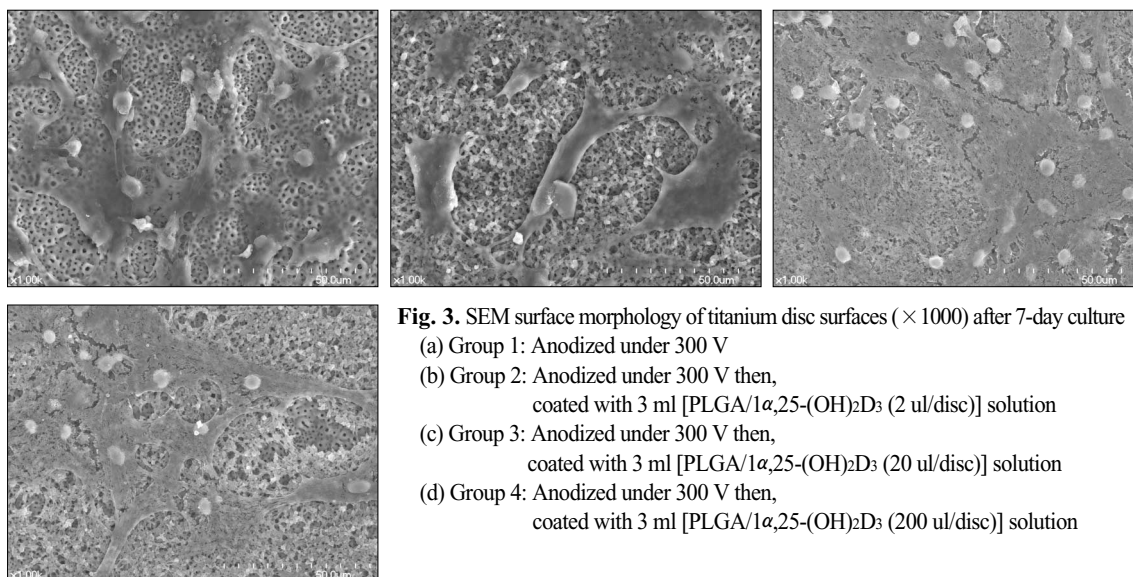 x1.00k 50.0um
x1.00k 50.0um
x1.00k 50.0um
x1.00k 50.0um
Fig. 3. SEM surface morphology of titanium disc surfaces (×1000) after 7-day culture
(a) Group 1: Anodized under 300 V
(b) Group 2: Anodized under 300 V then,
coated with 3 ml [PLGA/1α,25-(OH)₂D₃ (2 ul/disc)] solution
(c) Group 3: Anodized under 300 V then,
coated with 3 ml [PLGA/1α,25-(OH)₂D₃ (20 ul/disc)] solution
(d) Group 4: Anodized under 300 V then,
coated with 3 ml [PLGA/1α,25-(OH)₂D₃ (200 ul/disc)] solution